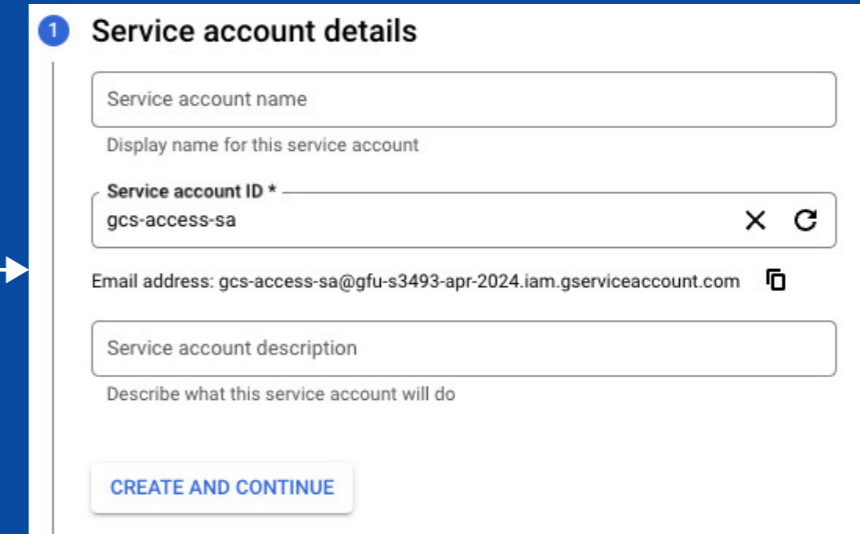 1 Service account details
Service account name
Display name for this service account
Service account ID *
gcs-access-sa
Email address: gcs-access-sa@gfu-s3493-apr-2024.iam.gserviceaccount.com
Service account description
Describe what this service account will do
CREATE AND CONTINUE